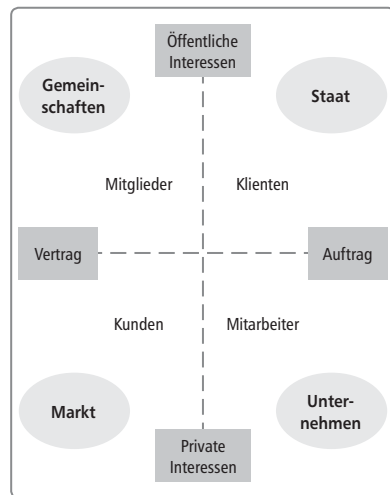 Öffentliche
Interessen
Gemein-
schaften
Staat
Mitglieder
Klienten
Vertrag
Auftrag
Kunden
Mitarbeiter
Markt
Unter-
nehmen
Private
Interessen